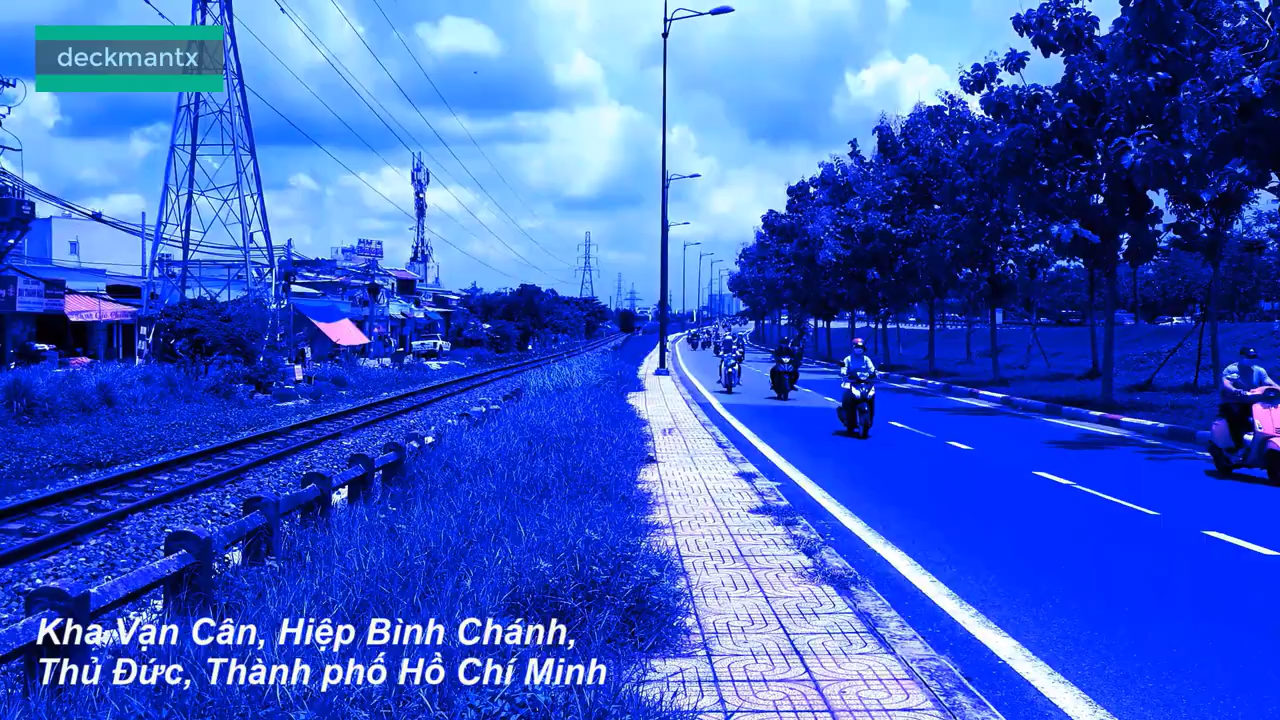 deckmantx
Kha Vạn Cân, Hiệp Bình Chánh,
Thủ Đức, Thành phố Hồ Chí Minh